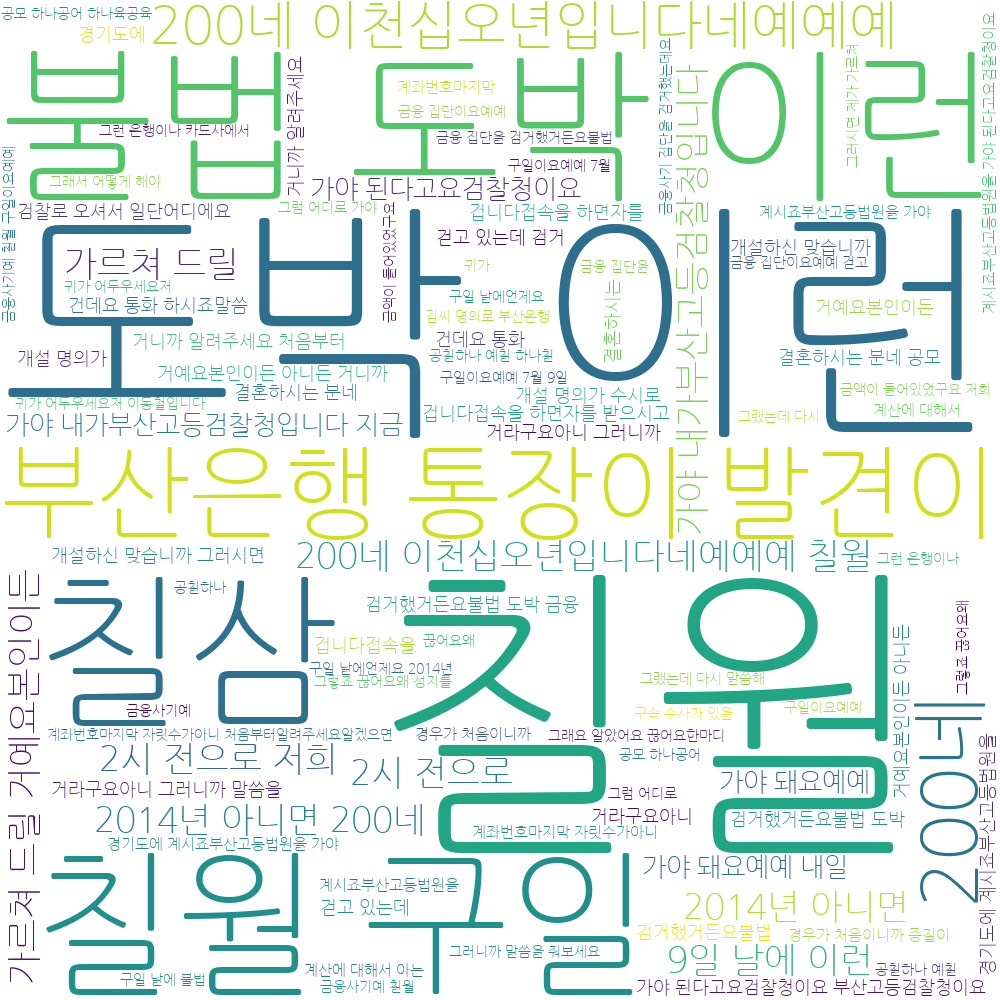 공모 하나공어 하나육공육
경기도에
200네 이천십오년입니다네예예예
불법 도박 이런
계좌번호마지막
금융 집단이요예예
그런 은행이나 카드사에서
금융 집단을 검거했거든요불법
구일이요예예 7월
그래서 어떻게 해야
거니까 알려주세요
가야 된다고요검찰청이요
금융사기 집단을 검거했는데요
그러시면 제가 가르쳐
계시죠부산고등법원을 가야 된다고요검찰청이요
금융사기예 칠월 구일이요예예
검찰로 오셔서 일단어디에요
그럼 어디로 가야
겁니다접속을 하면자를
계시죠부산고등법원을 가야
도박이런
가르쳐 드릴
걷고 있는데 검거
개설하신 맞습니까
금융 집단이요예예 걷고
귀가 어두우세요저
귀가
금융 집단을
건데요 통화 하시죠말씀
금액이 들어있었구요
구일 날에언제요
김씨 명의로 부산은행
거예요본인이든
결혼하시는
거니까 알려주세요 처음부터
건데요 통화
개설 명의가
공칠하나 예칠 하나칠
결혼하시는 분네 공모
거예요본인이든 아니든 거니까
구일이요예예 7월 9일
결혼하시는 분네
개설 명의가 수시로
금액이 들어있었구요 저희
귀가 어두우세요저 이동철입니다
겁니다접속을 하면자를 받으시고
그랬는데 다시
계산에 대해서
가야 내가부산고등검찰청입니다 지금
거라구요아니 그러니까
가야 내가부산고등검찰청입니다
부산은행 통장이 발견이
개설하신 맞습니까 그러시면
200네 이천십오년입니다네예예예 칠월
그런 은행이나
칠삼
칠월
공칠하나
검거했거든요불법 도박 금융
겁니다접속을
끊어요왜
구일 날에언제요 2014년
그렇죠 끊어요왜 성지를
그랬는데 다시 말씀해
그렇죠 끊어요왜
금융사기예
구속 수사가 있을
구일이요예예
거예요본인이든 아니든
계좌번호마지막 자릿수가아니 처음부터알려주세요알겠으면
경우가 처음이니까
그래요 알았어요 끊어요한마디
2시 전으로 저희
2시 전으로
공모 하나공어
가야 돼요예예
거라구요아니 그러니까 말씀을
그럼 어디로
거라구요아니
검거했거든요불법 도박
2014년 아니면 200네
계좌번호마지막 자릿수가아니
경기도에 계시죠부산고등법원을 가야
가르쳐 드릴 거예요본인이든
200네
경기도에 계시죠부산고등법원을
칠월 구일
계시죠부산고등법원을
걷고 있는데
가야 돼요예예 내일
2014년 아니면
검거했거든요불법
경우가 처음이니까 증질이
그러니까 말씀을 줘보세요
9일 날에 이런
계산에 대해서 아는
공칠하나 예칠
구일 날에 불법
금융사기예 칠월
가야 된다고요검찰청이요 부산고등검찰청이요